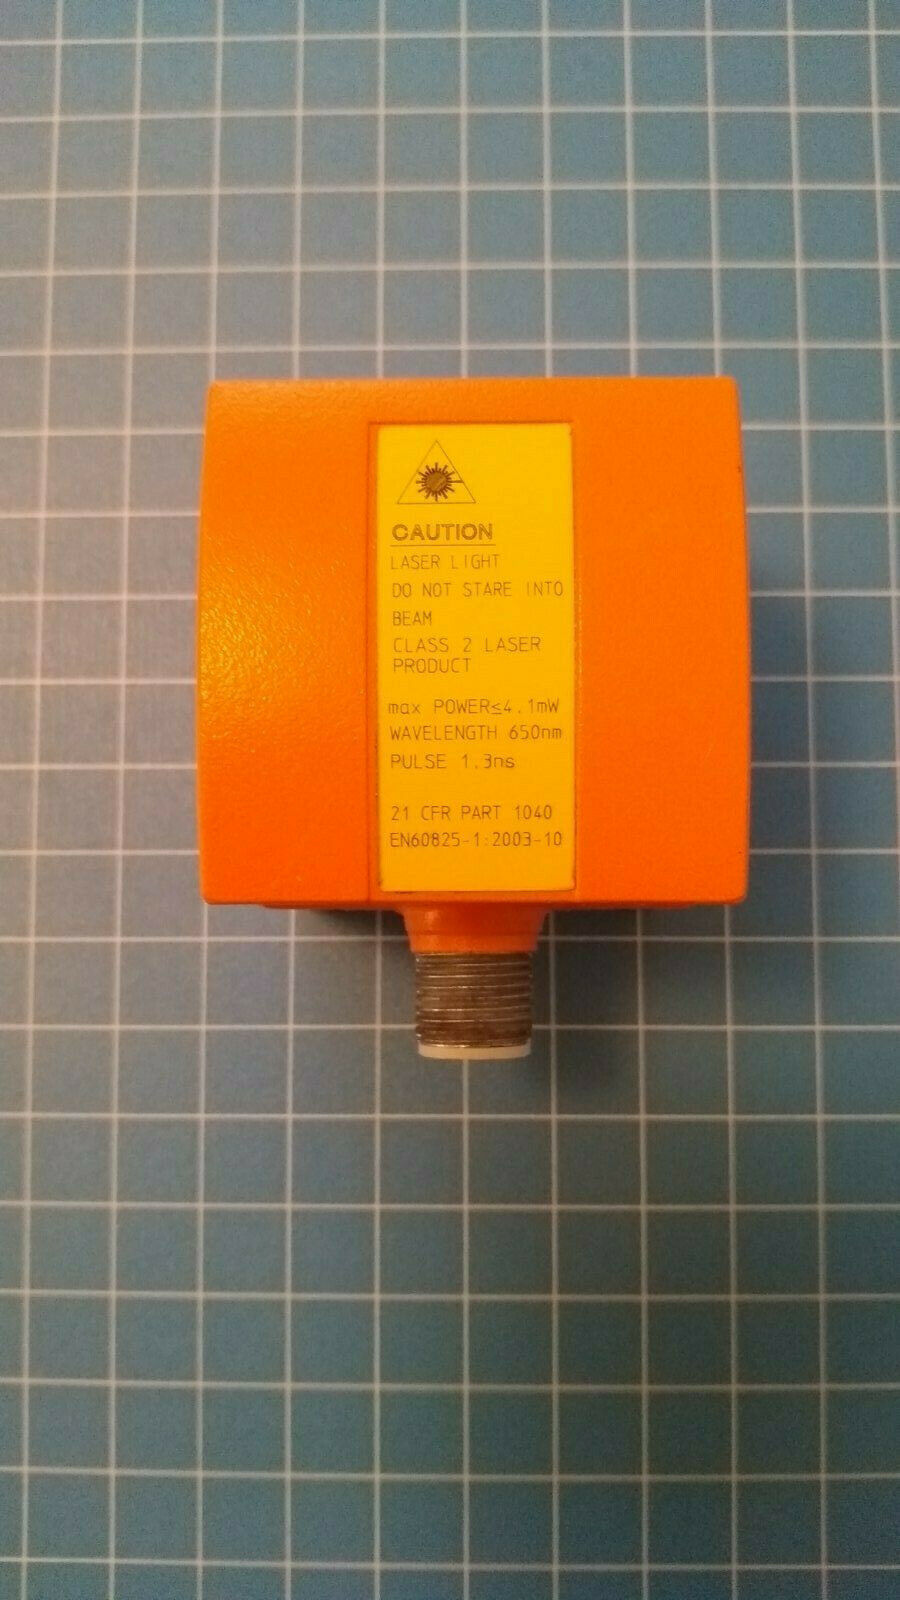 CAUTION
LASER LIGHT
DO NOT STARE INTO
BEAM
CLASS 2 LASER
PRODUCT
max POWER≤4.1mW
WAVELENGTH 650nm
PULSE 1.3ns
21 CFR PART 1040
EN60825-1:2003-10